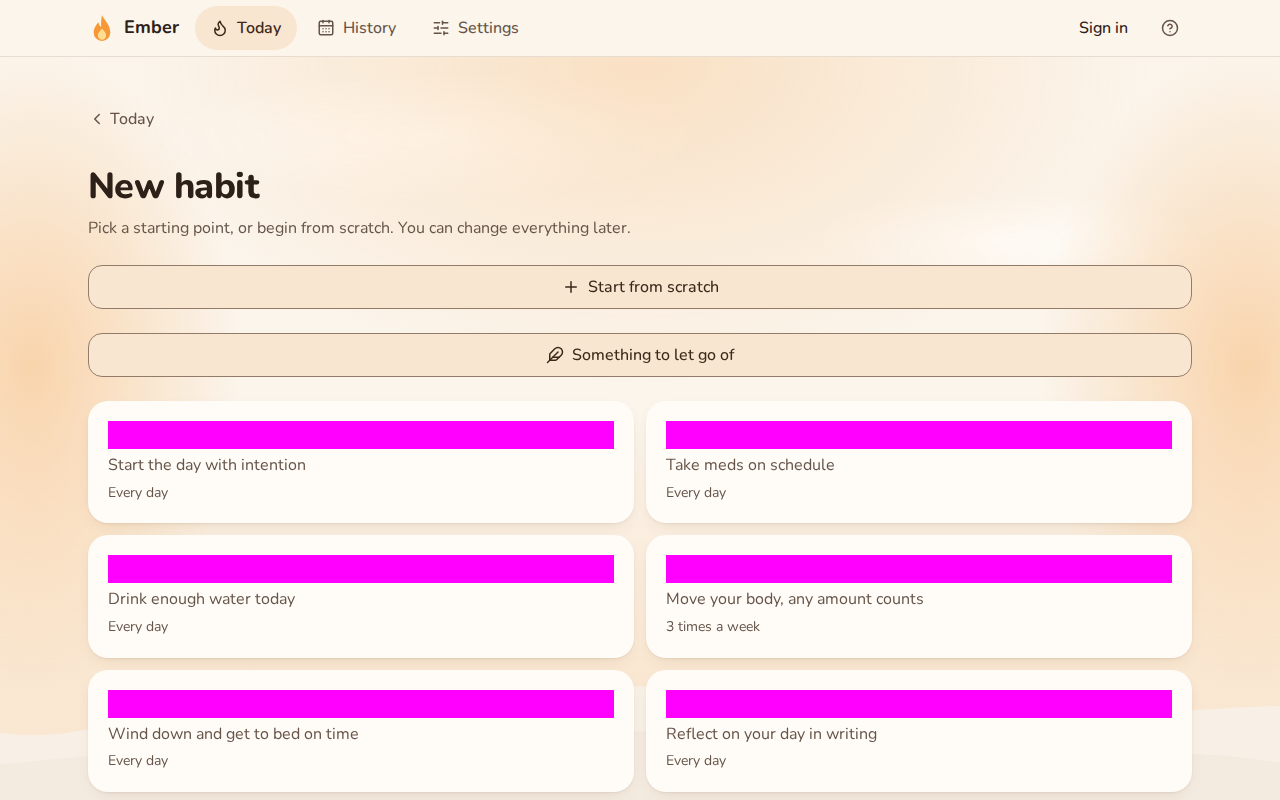 Ember
Today
History
Settings
Sign in
Today
New habit
Pick a starting point, or begin from scratch. You can change everything later.
Start from scratch
Something to let go of
Start the day with intention
Every day
Take meds on schedule
Every day
Drink enough water today
Every day
Move your body, any amount counts
3 times a week
Wind down and get to bed on time
Every day
Reflect on your day in writing
Every day